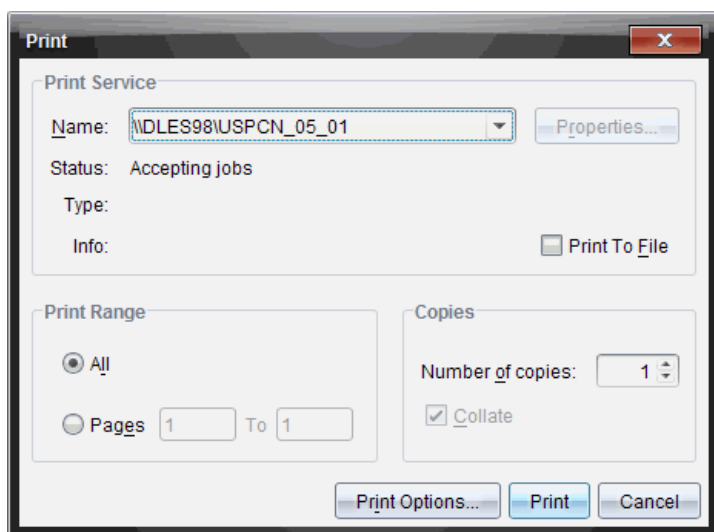 Print
Print Service
Name: \\DLES98\USPCN_05_01 Properties...
Status: Accepting jobs
Type:
Info: Print To File
Print Range
All
Pages 1 To 1
Copies
Number of copies: 1
Collate
Print Options... Print Cancel